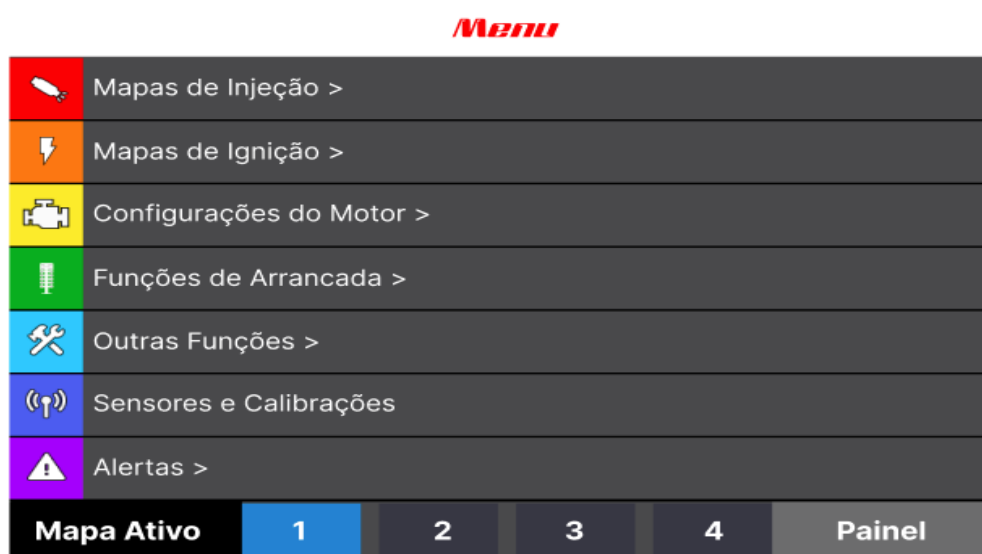 Menu
Mapas de Injeção >
Mapas de Ignição >
Configurações do Motor >
Funções de Arrancada >
Outras Funções >
Sensores e Calibrações
Alertas >
Mapa Ativo 1 2 3 4 Painel